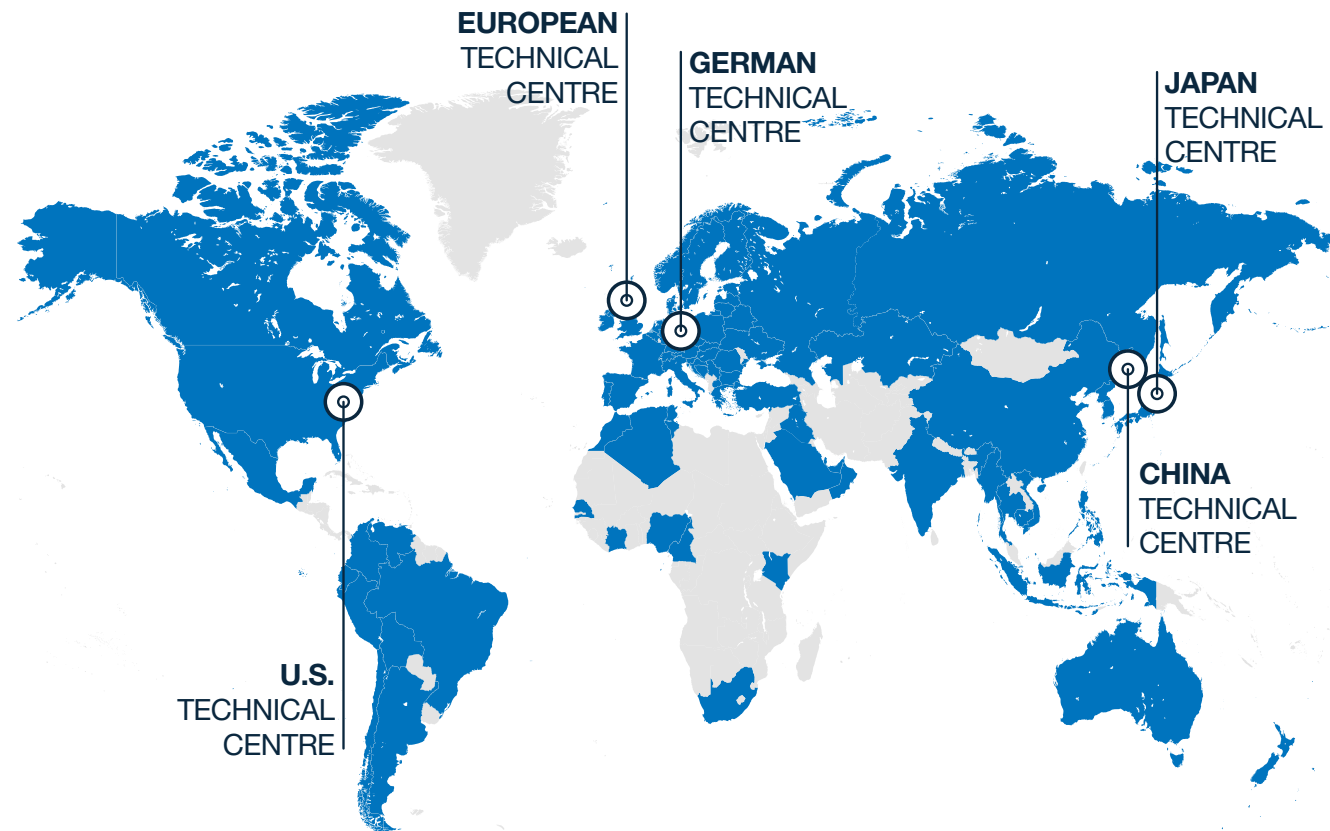 EUROPEAN
TECHNICAL
CENTRE
GERMAN
TECHNICAL
CENTRE
JAPAN
TECHNICAL
CENTRE
CHINA
TECHNICAL
CENTRE
U.S.
TECHNICAL
CENTRE